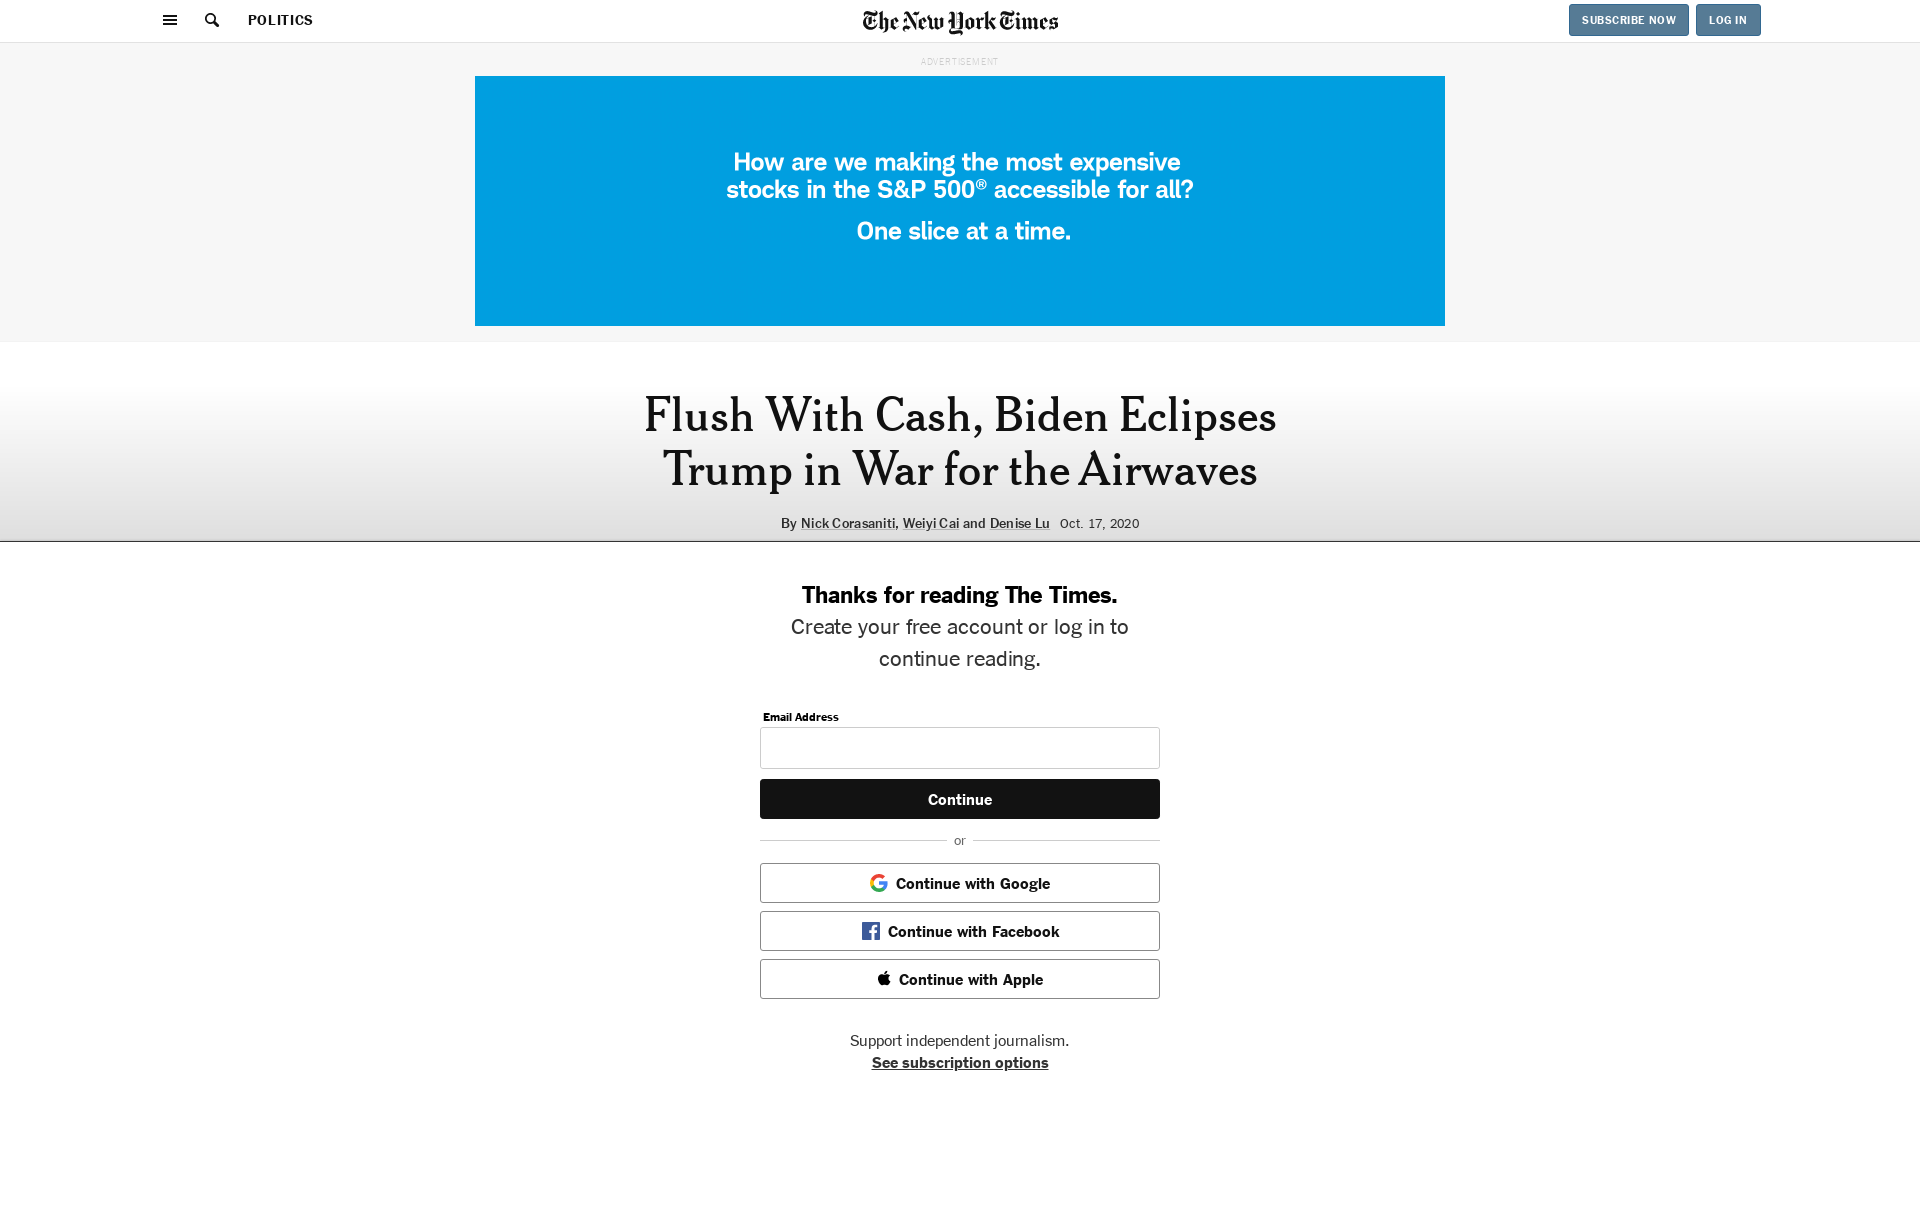 POLITICS
The New York Times
SUBSCRIBE NOW
LOG IN
ADVERTISEMENT
How are we making the most expensive
stocks in the S&P 500® accessible for all?
One slice at a time.
Flush With Cash, Biden Eclipses
Trump in War for the Airwaves
By Nick Corasaniti, Weiyi Cai and Denise Lu Oct. 17, 2020
Thanks for reading The Times.
Create your free account or log in to
continue reading.
Email Address
Continue
or
Continue with Google
Continue with Facebook
Continue with Apple
Support independent journalism.
See subscription options